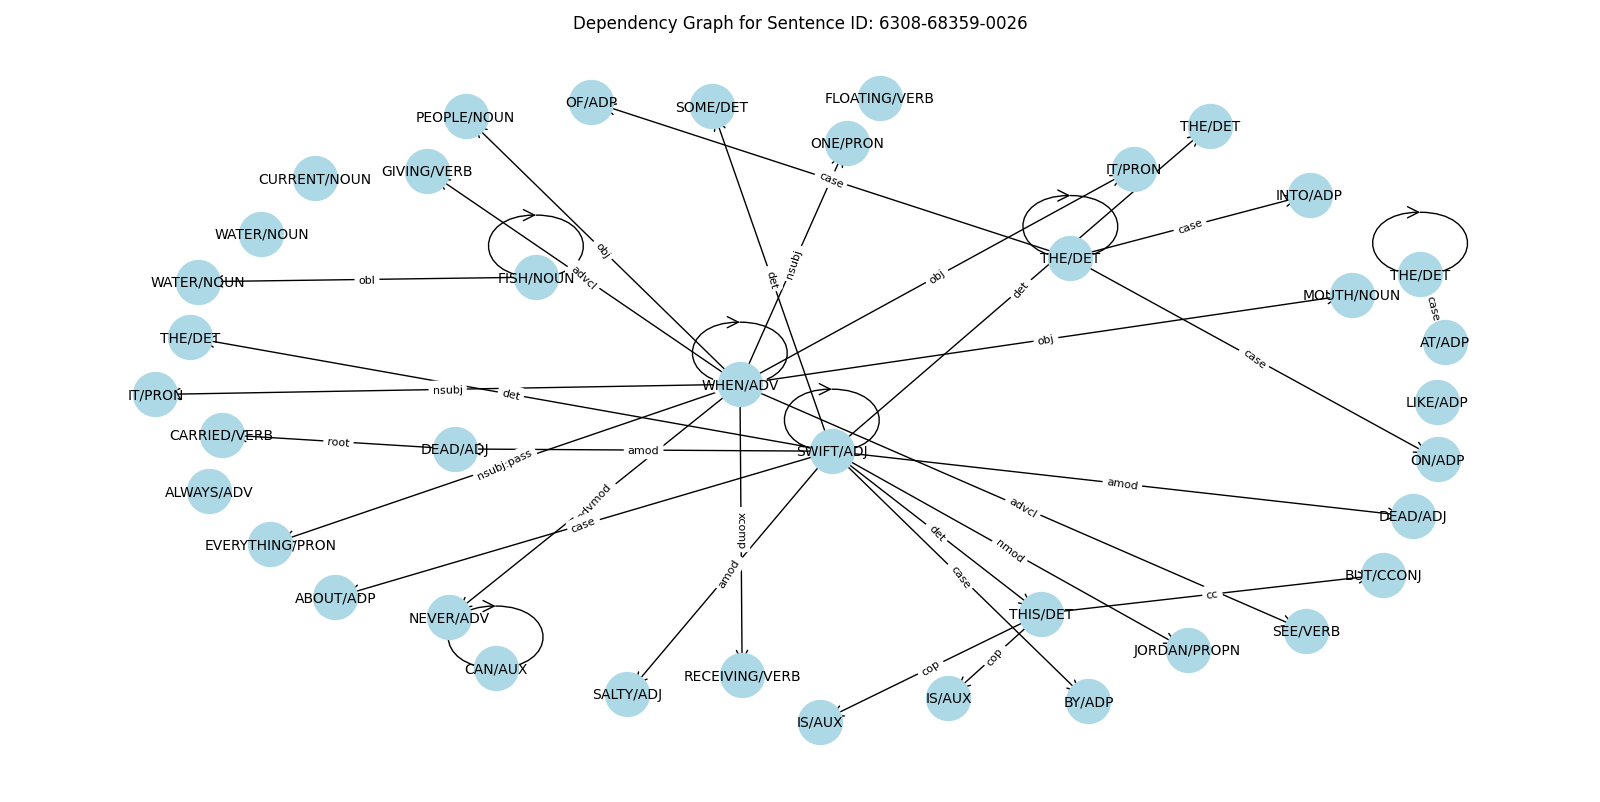 Dependency Graph for Sentence ID: 6308-68359-0026
FLOATING/VERB
OF/ADP
SOME/DET
PEOPLE/NOUN
THE/DET
ONE/PRON
IT/PRON
GIVING/VERB
CURRENT/NOUN
case
INTO/ADP
case
WATER/NOUN
obj
nsubj
THE/DET
advcl
obj
THE/DET
WATER/NOUN
obl
FISH/NOUN
det
det
MOUTH/NOUN
case
THE/DET
obj
AT/ADP
case
WHEN/ADV
IT/PRON
nsubj
det
LIKE/ADP
CARRIED/VERB
root
DEAD/ADJ
amod
SWIFT/ADJ
ON/ADP
nsubj:pass
amod
ALWAYS/ADV
advmod
advcl
DEAD/ADJ
case
xcomp
det
EVERYTHING/PRON
nmod
amod
case
BUT/CCONJ
ABOUT/ADP
cc
NEVER/ADV
THIS/DET
SEE/VERB
JORDAN/PROPN
cop
cop
CAN/AUX
RECEIVING/VERB
SALTY/ADJ
IS/AUX
BY/ADP
IS/AUX